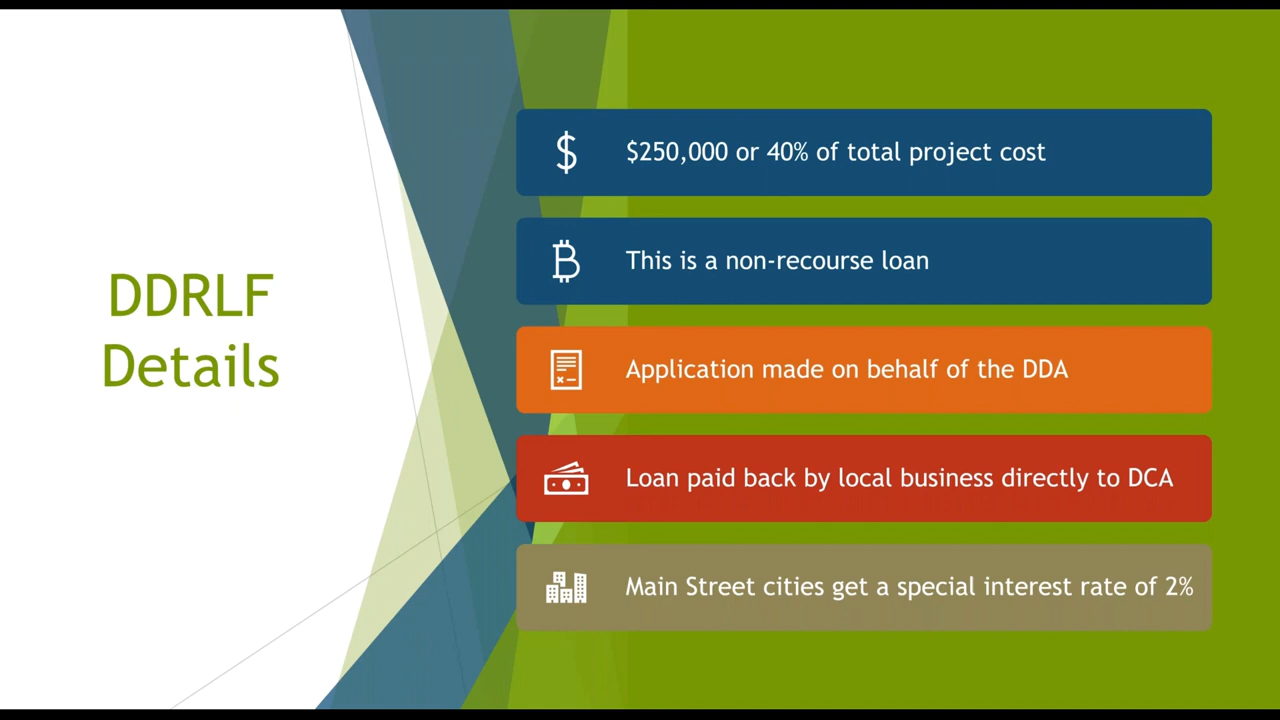 DDRLF
Details
$250,000 or 40% of total project cost
This is a non-recourse loan
Application made on behalf of the DDA
Loan paid back by local business directly to DCA
Main Street cities get a special interest rate of 2%